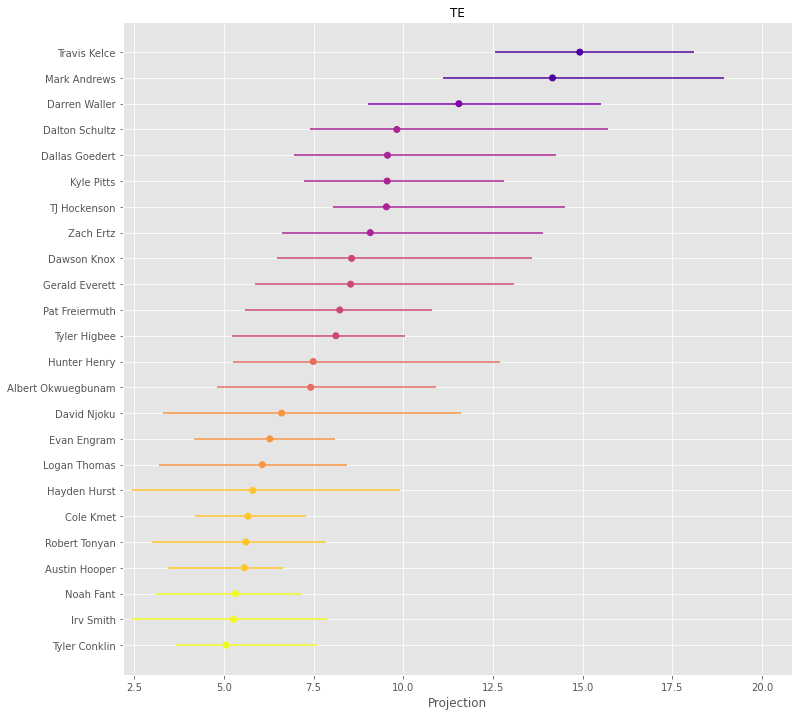 TE
Travis Kelce
Mark Andrews
Darren Waller
Dalton Schultz
Dallas Goedert
Kyle Pitts
TJ Hockenson
Zach Ertz
Dawson Knox
Gerald Everett
Pat Freiermuth
Tyler Higbee
Hunter Henry
Albert Okwuegbunam
David Njoku
Evan Engram
Logan Thomas
Hayden Hurst
Cole Kmet
Robert Tonyan
Austin Hooper
Noah Fant
Irv Smith
Tyler Conklin
2.5 5.0 7.5 10.0 12.5 15.0 17.5 20.0
Projection